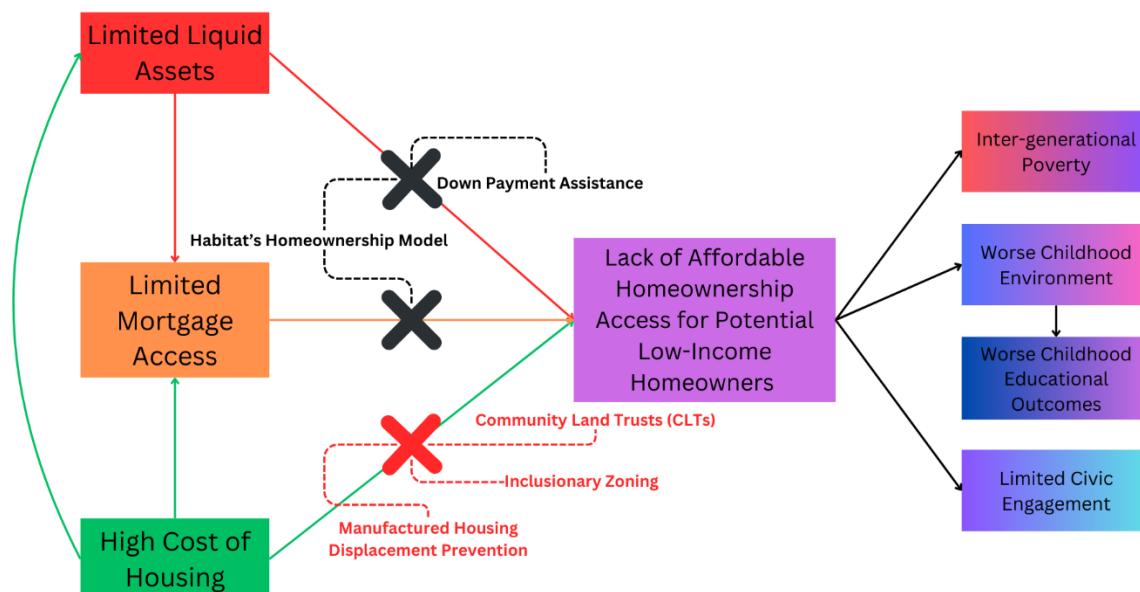 Limited Liquid
Assets
Inter-generational
Poverty
Down Payment Assistance
Habitat's Homeownership Model
Limited
Mortgage
Access
Lack of Affordable
Homeownership
Access for Potential
Low-Income
Homeowners
Worse Childhood
Environment
Worse Childhood
Educational
Outcomes
Community Land Trusts (CLTs)
Inclusionary Zoning
Manufactured Housing
Displacement Prevention
Limited Civic
Engagement
High Cost of
Housing